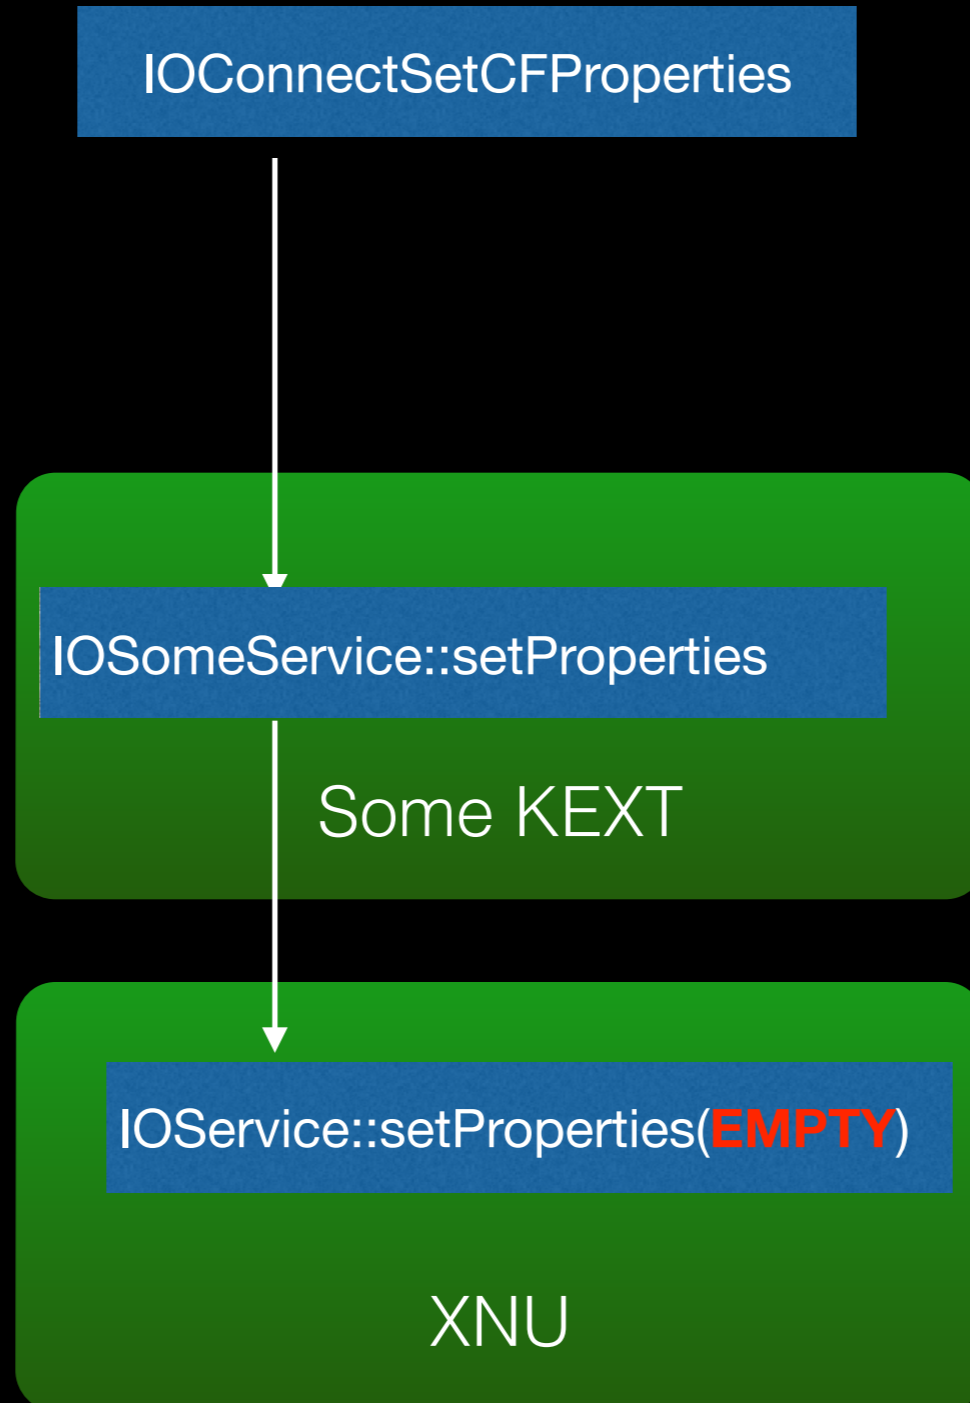 IOConnectSetCFProperties
IOSomeService::setProperties
Some KEXT
IOService::setProperties(EMPTY)
XNU